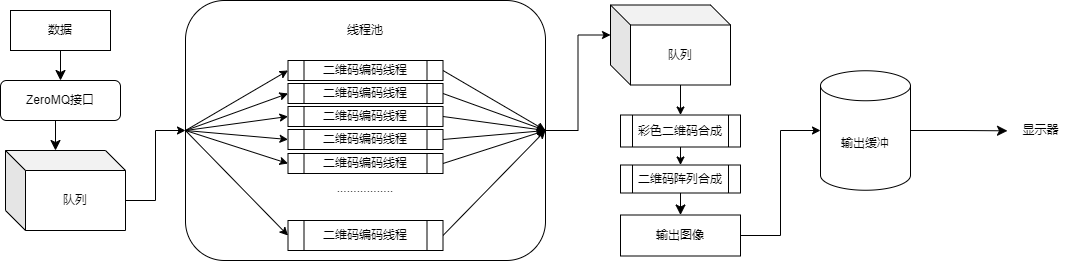 数据
ZeroMQ接口
队列
线程池
二维码编码线程
二维码编码线程
二维码编码线程
二维码编码线程
二维码编码线程
................
二维码编码线程
队列
彩色二维码合成
二维码阵列合成
输出图像
输出缓冲
显示器